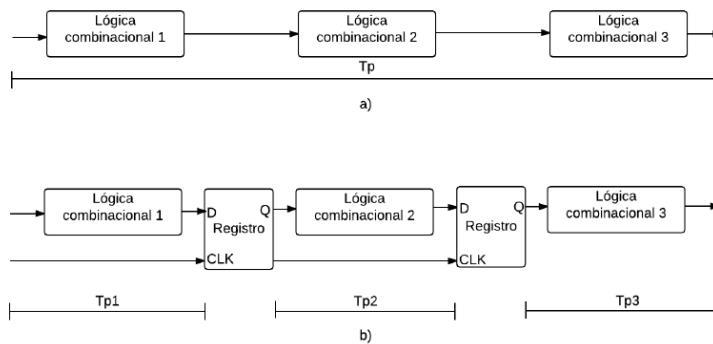 Lógica
combinacional 1
Lógica
combinacional 2
Lógica
combinacional 3
Tp
a)
Lógica
combinacional 1
D
Q
Registro
CLK
Lógica
combinacional 2
D
Q
Registro
CLK
Lógica
combinacional 3
Tp1
Tp2
Tp3
b)